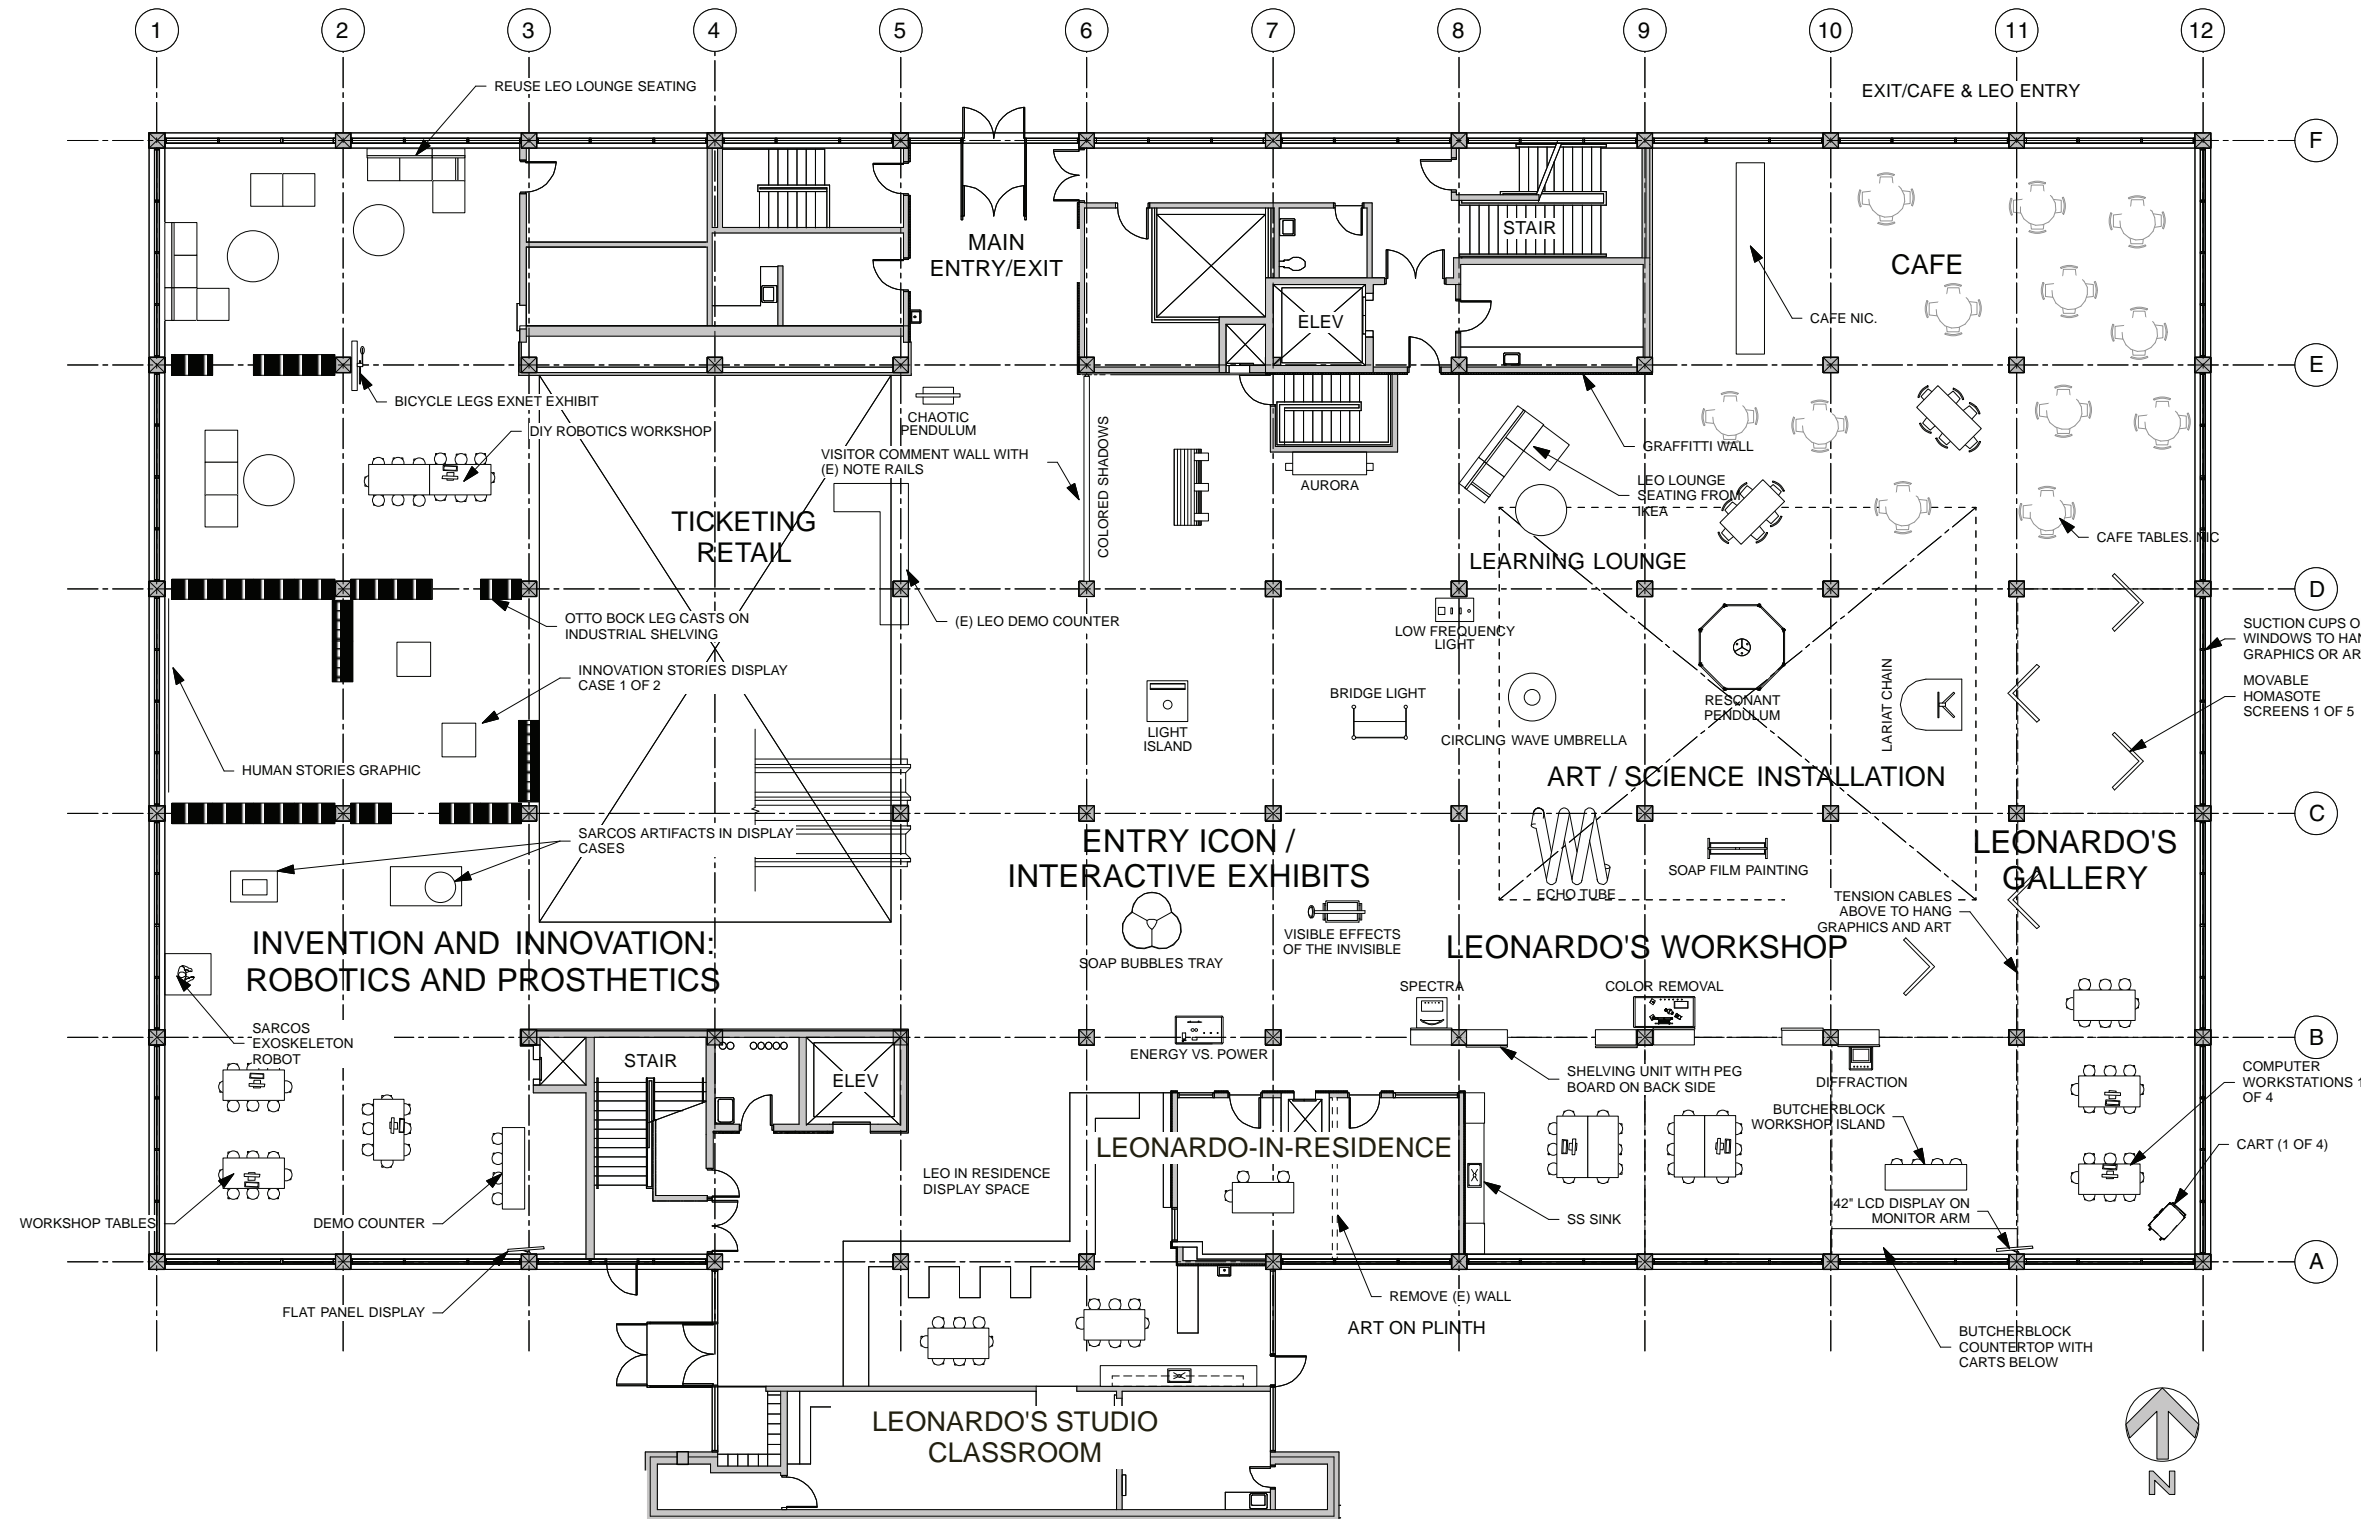 1 2 3 4 5 6 7 8 9 10 11 12
REUSE LEO LOUNGE SEATING
EXIT/CAFE & LEO ENTRY
F
MAIN
ENTRY/EXIT
STAIR
CAFE
ELEV
CAFE NIC.
E
BICYCLE LEGS EXNET EXHIBIT
CHAOTIC
PENDULUM
DIY ROBOTICS WORKSHOP
VISITOR COMMENT WALL WITH
(E) NOTE RAILS
COLORED SHADOWS
GRAFFITTI WALL
AURORA
LEO LOUNGE
SEATING FROM
IKEA
TICKETING
RETAIL
CAFE TABLES. NIC
LEARNING LOUNGE
D
OTTO BOCK LEG CASTS ON
INDUSTRIAL SHELVING
(E) LEO DEMO COUNTER
LOW FREQUENCY
LIGHT
SUCTION CUPS O
WINDOWS TO HAN
GRAPHICS OR AR
INNOVATION STORIES DISPLAY
CASE 1 OF 2
MOVABLE
HOMASOTE
SCREENS 1 OF 5
BRIDGE LIGHT
RESONANT
PENDULUM
LARIAT CHAIN
LIGHT
ISLAND
CIRCLING WAVE UMBRELLA
HUMAN STORIES GRAPHIC
ART / SCIENCE INSTALLATION
C
SARCOS ARTIFACTS IN DISPLAY
CASES
ENTRY ICON /
INTERACTIVE EXHIBITS
LEONARDO'S
GALLERY
SOAP FILM PAINTING
ECHO TUBE
TENSION CABLES
ABOVE TO HANG
GRAPHICS AND ART
INVENTION AND INNOVATION:
ROBOTICS AND PROSTHETICS
VISIBLE EFFECTS
OF THE INVISIBLE
SOAP BUBBLES TRAY
LEONARDO'S WORKSHOP
SPECTRA
COLOR REMOVAL
SARCOS
EXOSKELETON
ROBOT
B
STAIR
ENERGY VS. POWER
ELEV
SHELVING UNIT WITH PEG
BOARD ON BACK SIDE
DIFFRACTION
COMPUTER
WORKSTATIONS 1
OF 4
BUTCHERBLOCK
WORKSHOP ISLAND
LEONARDO-IN-RESIDENCE
CART (1 OF 4)
LEO IN RESIDENCE
DISPLAY SPACE
WORKSHOP TABLES
DEMO COUNTER
SS SINK
42" LCD DISPLAY ON
MONITOR ARM
A
FLAT PANEL DISPLAY
REMOVE (E) WALL
ART ON PLINTH
BUTCHERBLOCK
COUNTERTOP WITH
CARTS BELOW
LEONARDO'S STUDIO
CLASSROOM
N